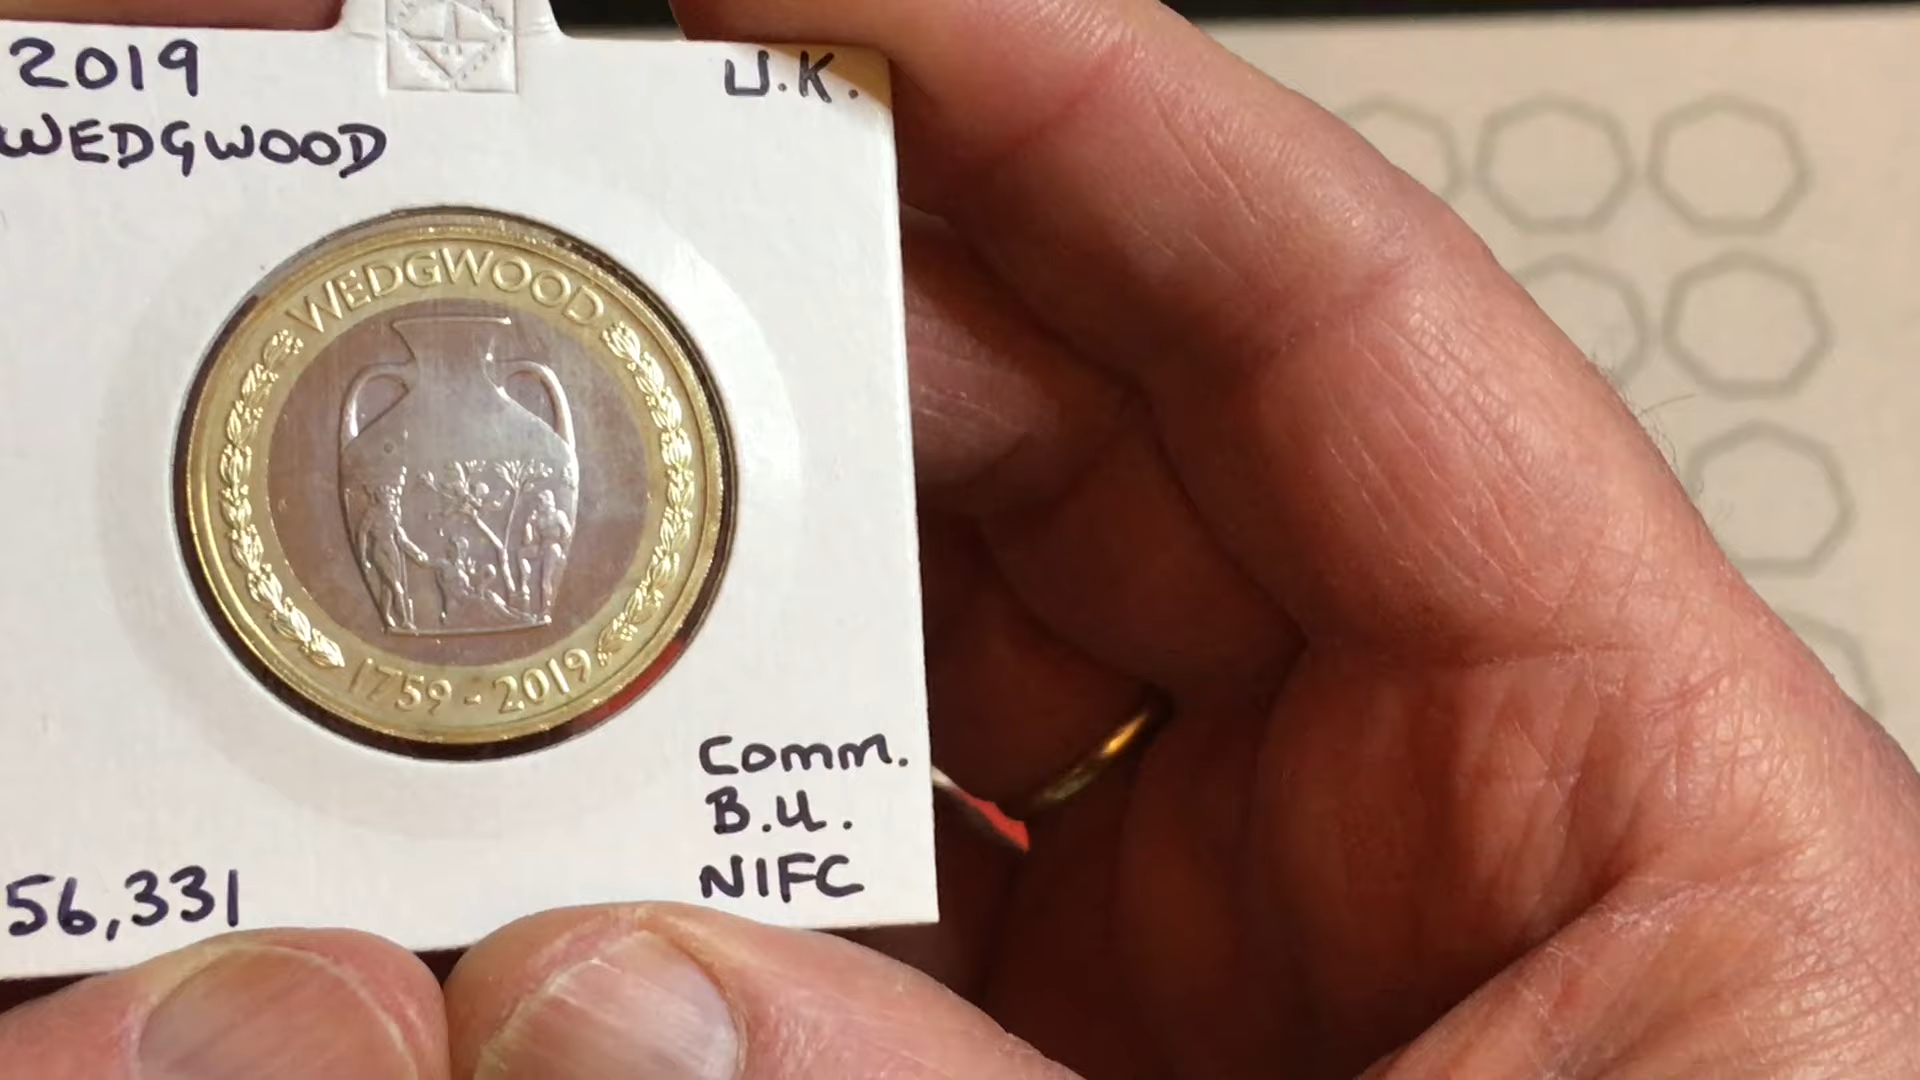 2019
U.K.
WEDGWOOD
WEDGWOOD
1759-2019
Comm.
B.U.
NIFC
56,331